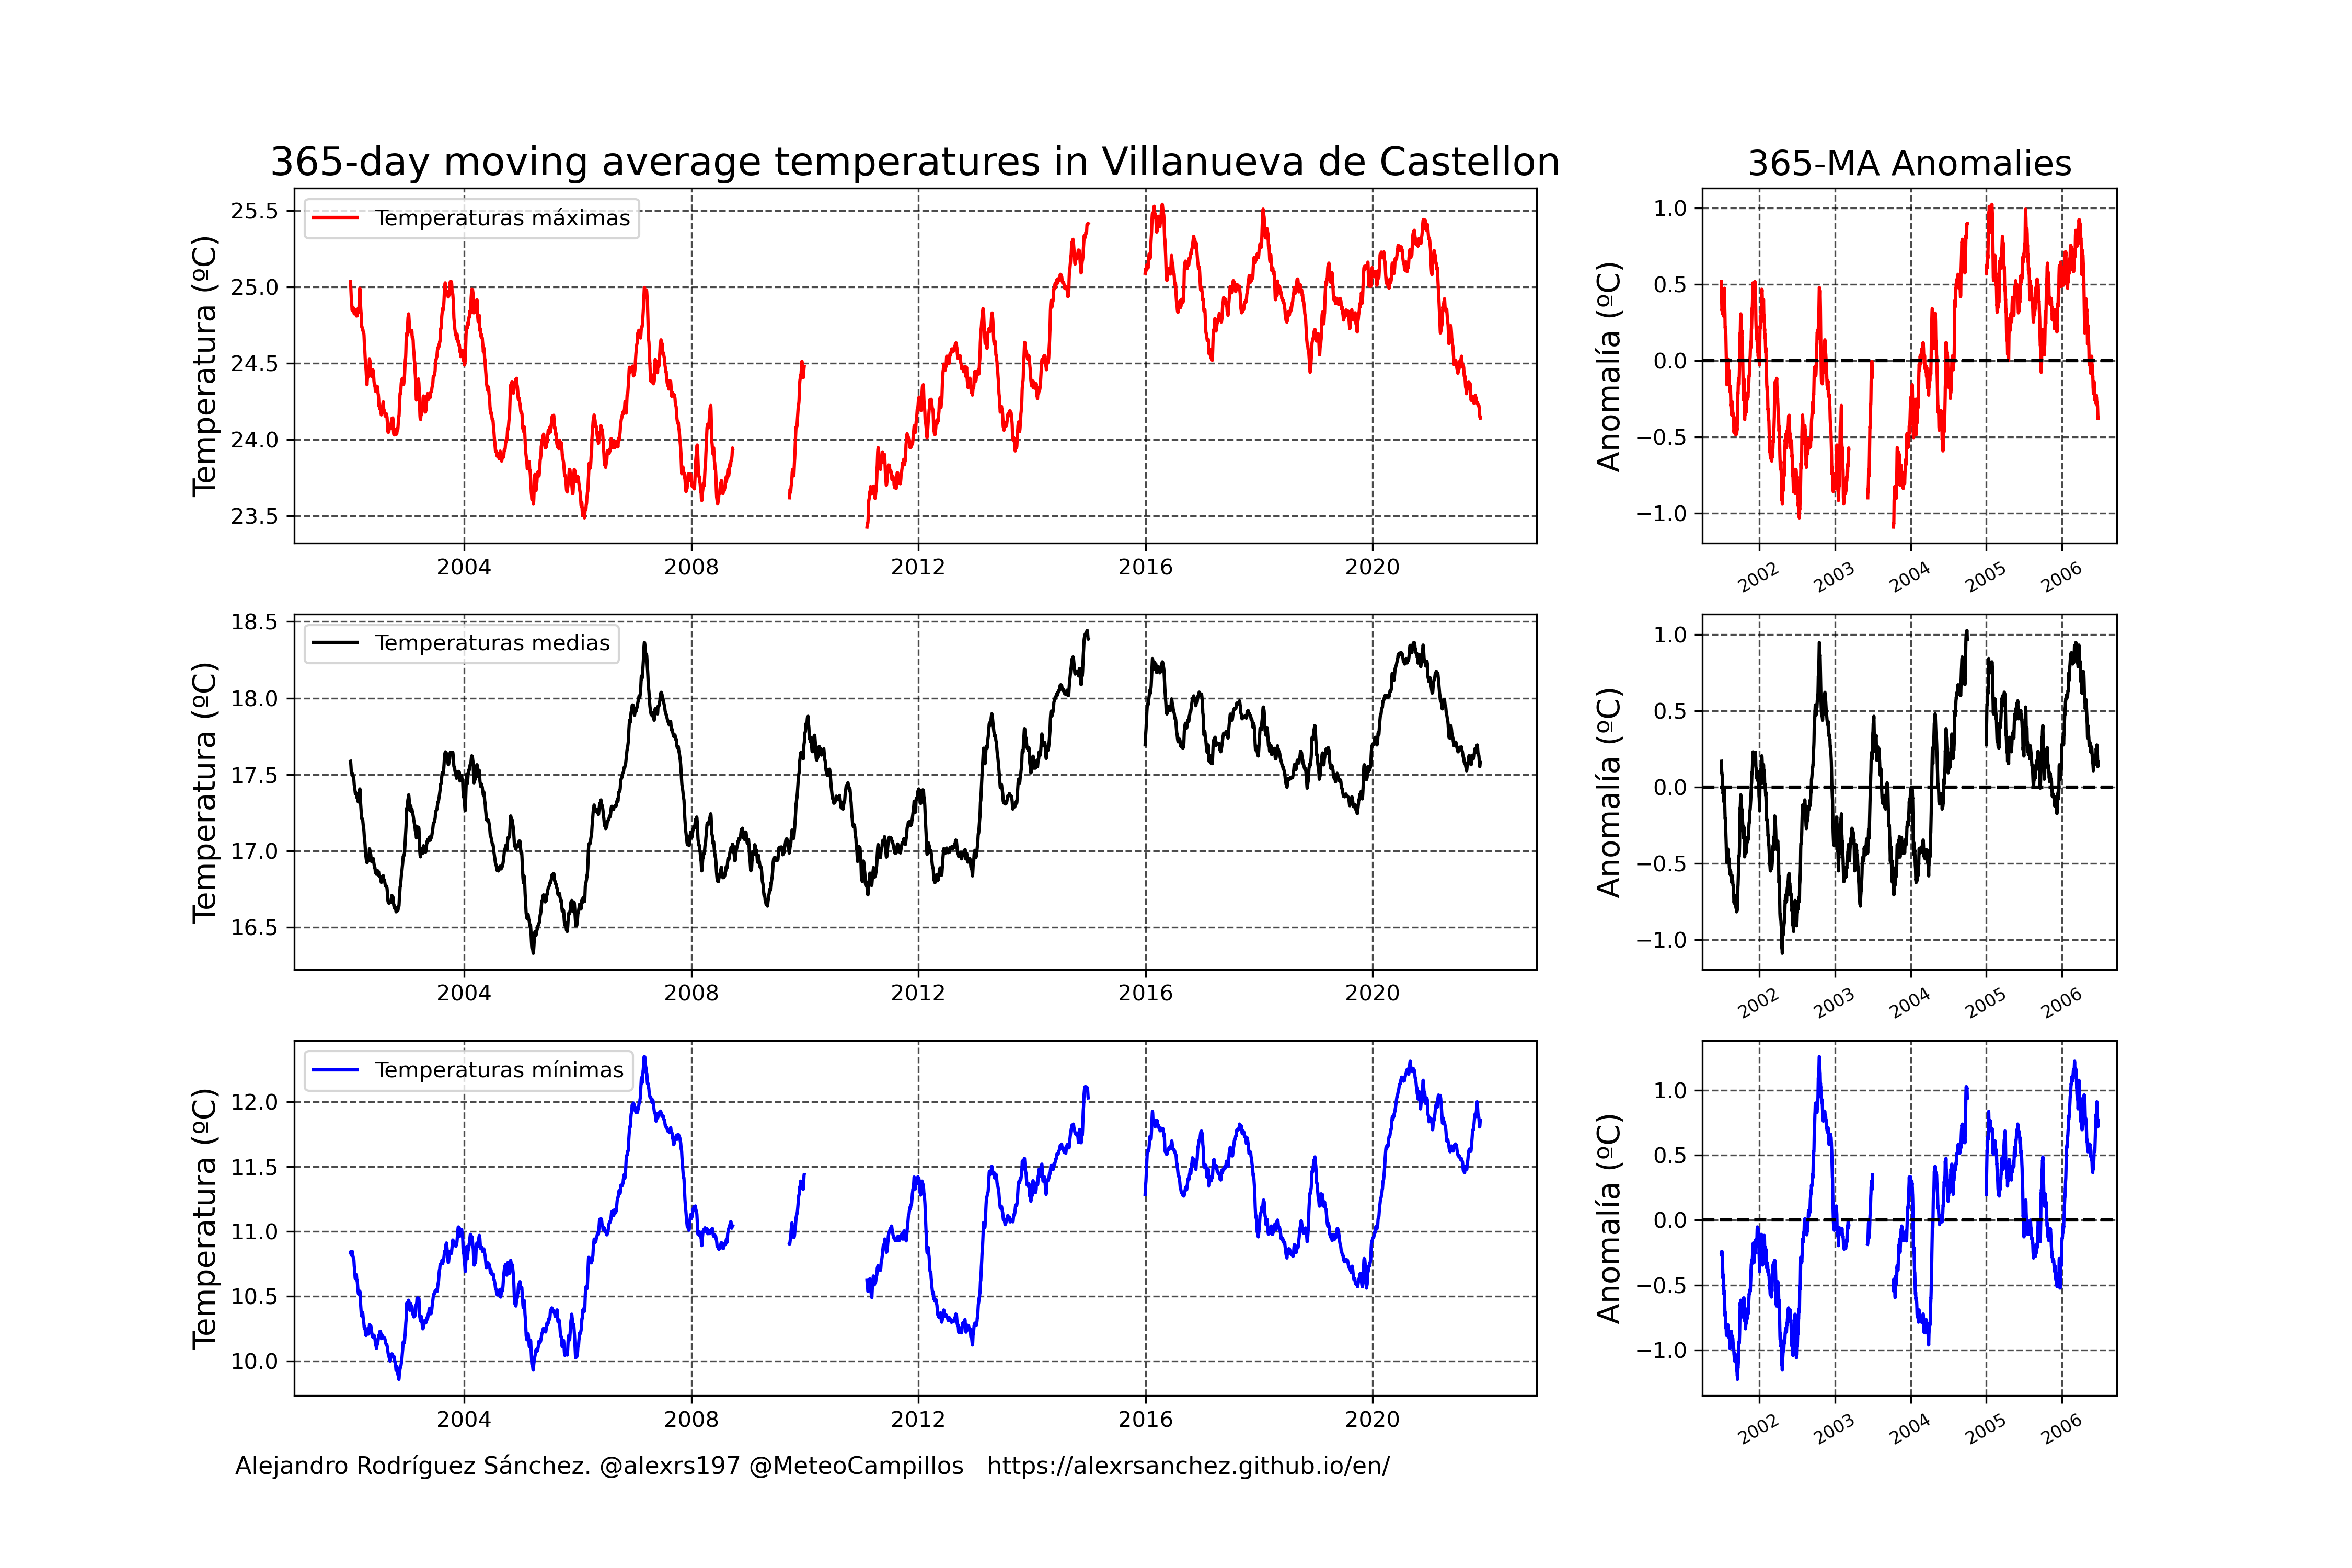 365-day moving average temperatures in Villanueva de Castellon
365-MA Anomalies
Temperatura (ºC)
25.5
25.0
24.5
24.0
23.5
Temperaturas máximas
2004 2008 2012 2016 2020
Anomalía (ºC)
1.0
0.5
0.0
−0.5
−1.0
2002 2003 2004 2005 2006
Temperatura (ºC)
18.5
18.0
17.5
17.0
16.5
Temperaturas medias
2004 2008 2012 2016 2020
Anomalía (ºC)
1.0
0.5
0.0
−0.5
−1.0
2002 2003 2004 2005 2006
Temperatura (ºC)
12.0
11.5
11.0
10.5
10.0
Temperaturas mínimas
2004 2008 2012 2016 2020
Anomalía (ºC)
1.0
0.5
0.0
−0.5
−1.0
2002 2003 2004 2005 2006
Alejandro Rodríguez Sánchez. @alexrs197 @MeteoCampillos https://alexrsanchez.github.io/en/